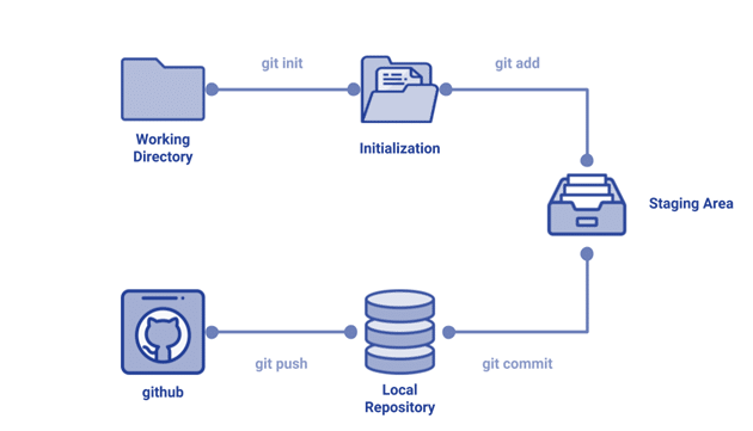 git init
git add
Working
Directory
Initialization
Staging Area
github
git push
Local
Repository
git commit